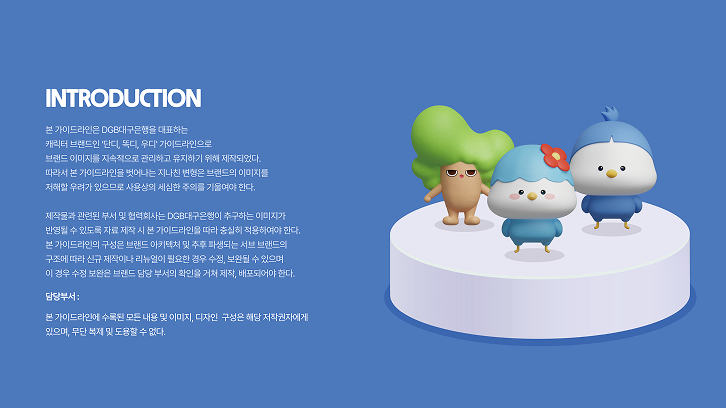 INTRODUCTION
본 가이드라인은 DGB대구은행을 대표하는
캐릭터 브랜드인 '단디, 똑디, 우디' 가이드라인으로
브랜드 이미지를 지속적으로 관리하고 유지하기 위해 제작되었다.
따라서 본 가이드라인을 벗어나는 지나친 변형은 브랜드의 이미지를
저해할 우려가 있으므로 사용상의 세심한 주의를 기울여야 한다.
제작물과 관련된 부서 및 협력회사는 DGB대구은행이 추구하는 이미지가
반영될 수 있도록 자료 제작 시 본 가이드라인을 따라 충실히 적용하여야 한다.
본 가이드라인의 구성은 브랜드 아키텍처 및 추후 파생되는 서브 브랜드의
구조에 따라 신규 제작이나 리뉴얼이 필요한 경우 수정, 보완될 수 있으며
이 경우 수정 보완은 브랜드 담당 부서의 확인을 거쳐 제작, 배포되어야 한다.
담당부서 :
본 가이드라인에 수록된 모든 내용 및 이미지, 디자인 구성은 해당 저작권자에게
있으며, 무단 복제 및 도용할 수 없다.